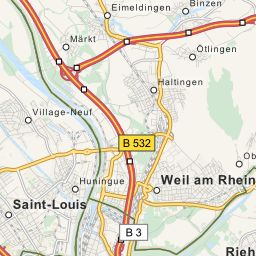 Binzen
Eimeldingen
Märkt
Ötlingen
Haltingen
Village-Neuf
B 532
Huningue
Weil am Rhein
Saint-Louis
B 3